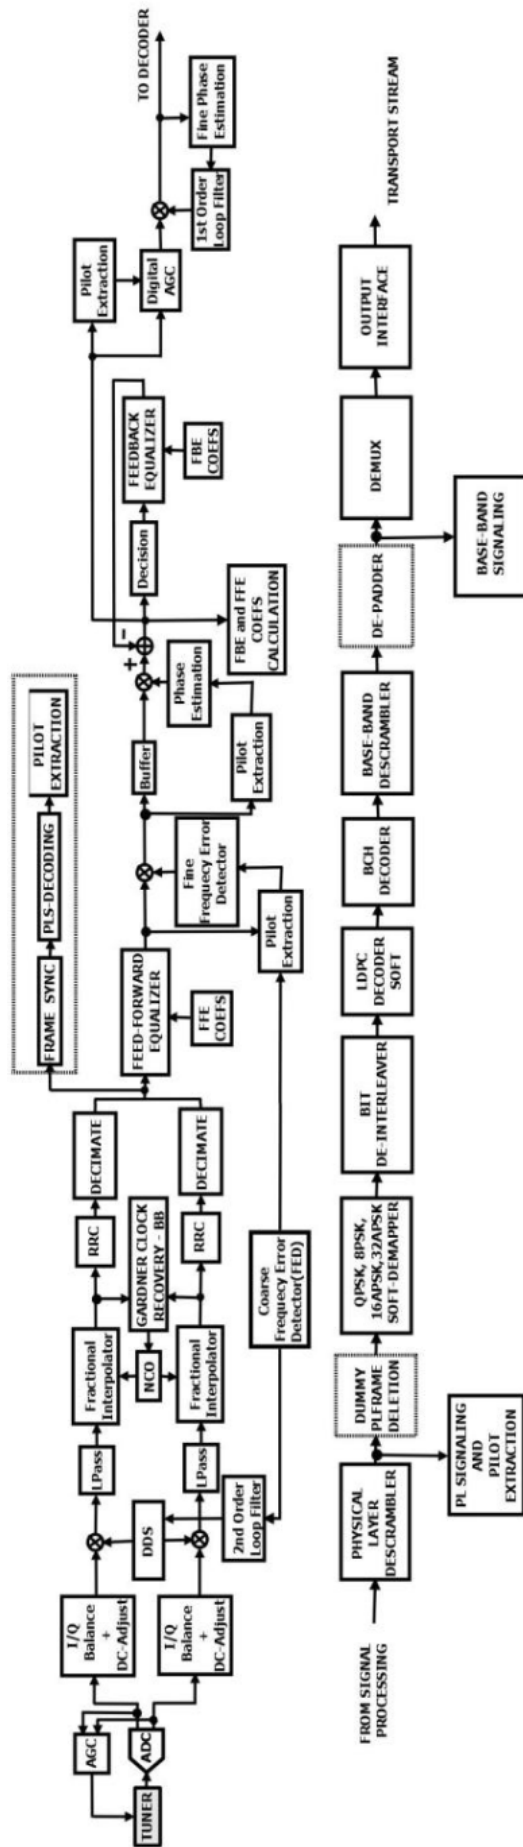 TUNER
AGC
ADC
I/Q
Balance
+
DC-Adjust
I/Q
Balance
+
DC-Adjust
DDS
2nd Order
Loop Filter
LPass
LPass
Fractional
Interpolator
NCO
Fractional
Interpolator
RRC
GARDNER CLOCK
RECOVERY - BB
RRC
DECIMATE
DECIMATE
Coarse
Frequecy Error
Detector(FED)
FRAME SYNC
PLS-DECODING
PILOT
EXTRACTION
FEED-FORWARD
EQUALIZER
FFE
COEFS
Pilot
Extraction
Fine
Frequecy Error
Detector
Buffer
Pilot
Extraction
Phase
Estimation
+
−
FBE and FFE
COEFS
CALCULATION
Decision
FEEDBACK
EQUALIZER
FBE
COEFS
Pilot
Extraction
Digital
AGC
1st Order
Loop Filter
Fine Phase
Estimation
TO DECODER
FROM SIGNAL
PROCESSING
PHYSICAL
LAYER
DESCRAMBLER
PL SIGNALING
AND
PILOT
EXTRACTION
DUMMY
PLFRAME
DELETION
QPSK, 8PSK,
16APSK,32APSK
SOFT-DEMAPPER
BIT
DE-INTERLEAVER
LDPC
DECODER
SOFT
BCH
DECODER
BASE-BAND
DESCRAMBLER
DE-PADDER
BASE-BAND
SIGNALING
DEMUX
OUTPUT
INTERFACE
TRANSPORT STREAM